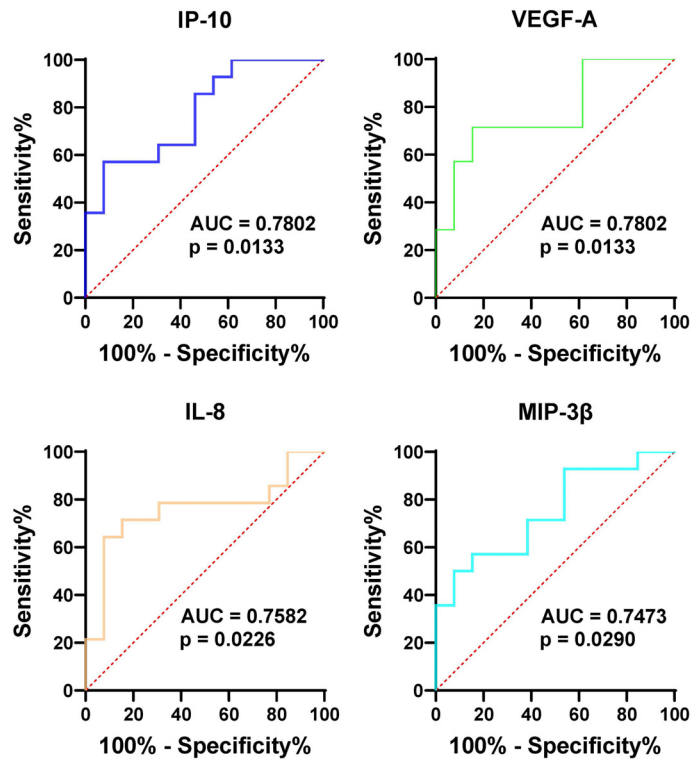 IP-10
Sensitivity%
100
80
60
40
20
0
AUC = 0.7802
p = 0.0133
0 20 40 60 80 100
100% - Specificity%
VEGF-A
Sensitivity%
100
80
60
40
20
0
AUC = 0.7802
p = 0.0133
0 20 40 60 80 100
100% - Specificity%
IL-8
Sensitivity%
100
80
60
40
20
0
AUC = 0.7582
p = 0.0226
0 20 40 60 80 100
100% - Specificity%
MIP-3β
Sensitivity%
100
80
60
40
20
0
AUC = 0.7473
p = 0.0290
0 20 40 60 80 100
100% - Specificity%